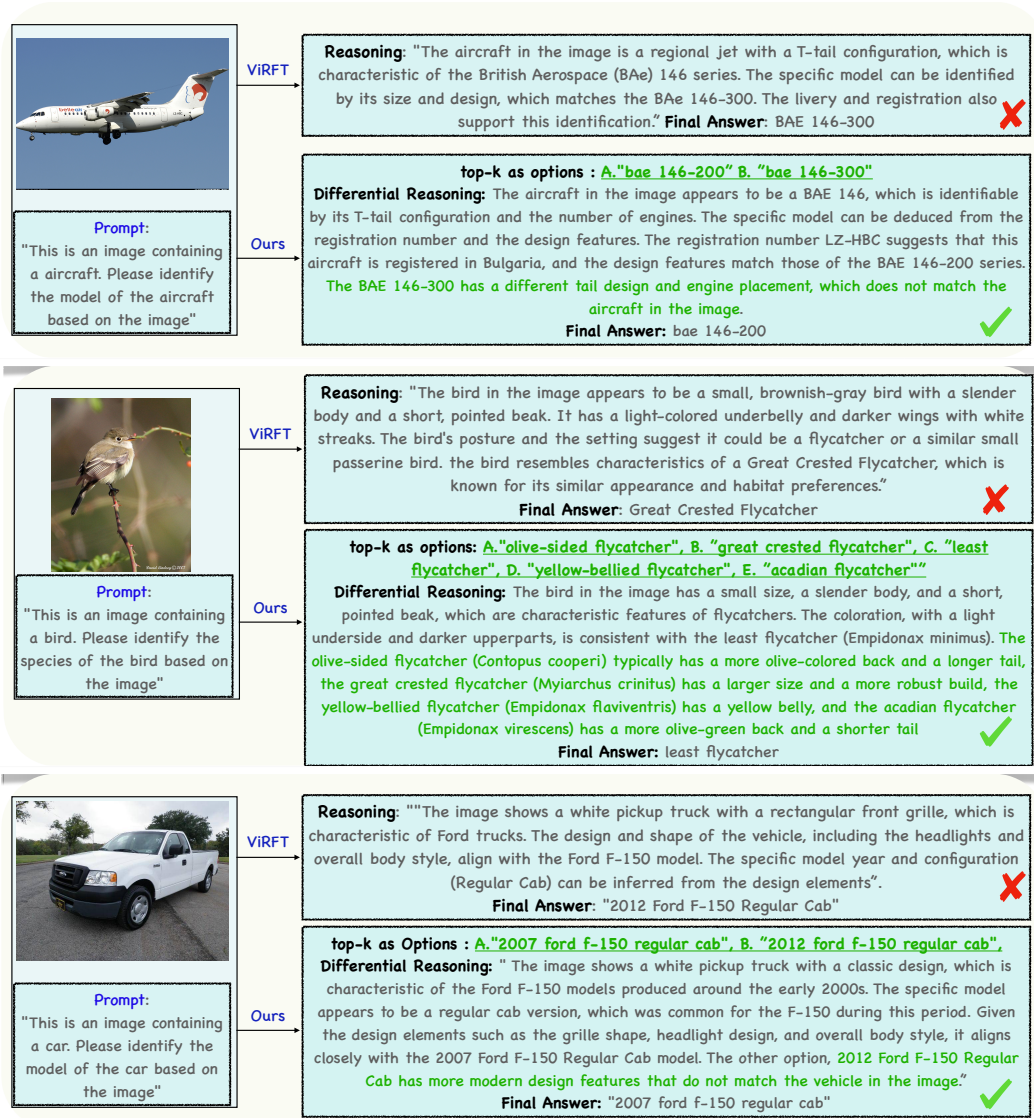 belleair
ViRFT
Reasoning: "The aircraft in the image is a regional jet with a T-tail configuration, which is
characteristic of the British Aerospace (BAe) 146 series. The specific model can be identified
by its size and design, which matches the BAe 146-300. The livery and registration also
support this identification.” Final Answer: BAE 146-300
Prompt:
"This is an image containing
a aircraft. Please identify
the model of the aircraft
based on the image"
Ours
top-k as options : A."bae 146-200” B. “bae 146-300"
Differential Reasoning: The aircraft in the image appears to be a BAE 146, which is identifiable
by its T-tail configuration and the number of engines. The specific model can be deduced from the
registration number and the design features. The registration number LZ-HBC suggests that this
aircraft is registered in Bulgaria, and the design features match those of the BAE 146-200 series.
The BAE 146-300 has a different tail design and engine placement, which does not match the
aircraft in the image.
Final Answer: bae 146-200
ViRFT
Reasoning: "The bird in the image appears to be a small, brownish-gray bird with a slender
body and a short, pointed beak. It has a light-colored underbelly and darker wings with white
streaks. The bird's posture and the setting suggest it could be a flycatcher or a similar small
passerine bird. the bird resembles characteristics of a Great Crested Flycatcher, which is
known for its similar appearance and habitat preferences.”
Final Answer: Great Crested Flycatcher
Prompt:
"This is an image containing
a bird. Please identify the
species of the bird based on
the image"
Ours
top-k as options: A."olive-sided flycatcher", B. “great crested flycatcher", C. “least
flycatcher", D. "yellow-bellied flycatcher", E. “acadian flycatcher"“
Differential Reasoning: The bird in the image has a small size, a slender body, and a short,
pointed beak, which are characteristic features of flycatchers. The coloration, with a light
underside and darker upperparts, is consistent with the least flycatcher (Empidonax minimus). The
olive-sided flycatcher (Contopus cooperi) typically has a more olive-colored back and a longer tail,
the great crested flycatcher (Myiarchus crinitus) has a larger size and a more robust build, the
yellow-bellied flycatcher (Empidonax flaviventris) has a yellow belly, and the acadian flycatcher
(Empidonax virescens) has a more olive-green back and a shorter tail
Final Answer: least flycatcher
ViRFT
Reasoning: ""The image shows a white pickup truck with a rectangular front grille, which is
characteristic of Ford trucks. The design and shape of the vehicle, including the headlights and
overall body style, align with the Ford F-150 model. The specific model year and configuration
(Regular Cab) can be inferred from the design elements”.
Final Answer: "2012 Ford F-150 Regular Cab"
Prompt:
"This is an image containing
a car. Please identify the
model of the car based on
the image"
Ours
top-k as Options : A."2007 ford f-150 regular cab", B. “2012 ford f-150 regular cab",
Differential Reasoning: " The image shows a white pickup truck with a classic design, which is
characteristic of the Ford F-150 models produced around the early 2000s. The specific model
appears to be a regular cab version, which was common for the F-150 during this period. Given
the design elements such as the grille shape, headlight design, and overall body style, it aligns
closely with the 2007 Ford F-150 Regular Cab model. The other option, 2012 Ford F-150 Regular
Cab has more modern design features that do not match the vehicle in the image.”
Final Answer: "2007 ford f-150 regular cab"